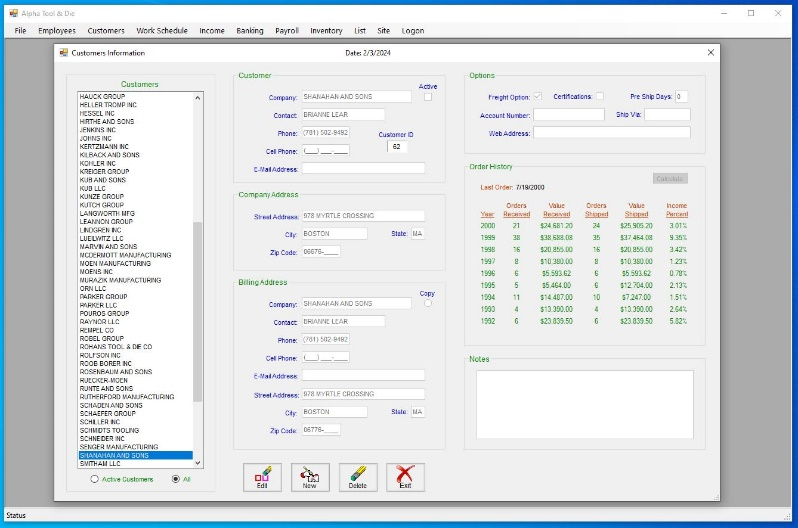 Alpha Tool & Die
File Employees Customers Work Schedule Income Banking Payroll Inventory List Site Logon
Customers Information Date: 2/3/2024
Customers
HAUCK GROUP
HELLER TROMP INC
HESSEL INC
HIRTHE AND SONS
JENKINS INC
JOHNS INC
KERTZMANN INC
KILBACK AND SONS
KOHLER INC
KREIGER GROUP
KUB AND SONS
KUB LLC
KUNZE GROUP
KUTCH GROUP
LANGWORTH MFG
LEANNON GROUP
LINDGREN INC
LUEILWITZ LLC
MARVIN AND SONS
MCDERMOTT MANUFACTURING
MOEN MANUFACTURING
MOENS INC
MURAZIK MANUFACTURING
ORN LLC
PARKER GROUP
PARKER LLC
POUROS GROUP
RAYNOR LLC
REMPEL CO
ROBEL GROUP
ROHANS TOOL & DIE CO
ROLFSON INC
ROOB BORER INC
ROSENBAUM AND SONS
RUECKER-MOEN
RUNTE AND SONS
RUTHERFORD MANUFACTURING
SCHADEN AND SONS
SCHAEFER GROUP
SCHILLER INC
SCHMIDTS TOOLING
SCHNEIDER INC
SENGER MANUFACTURING
SHANAHAN AND SONS
SMITHAM LLC
Active Customers All
Customer
Active
Company: SHANAHAN AND SONS
Contact: BRIANNE LEAR
Phone: (781) 502-9492
Customer ID
Cell Phone: (___) ___-____ 62
E-Mail Address:
Company Address
Street Address: 978 MYRTLE CROSSING
City: BOSTON State: MA
Zip Code: 06676-____
Billing Address
Copy
Company: SHANAHAN AND SONS
Contact: BRIANNE LEAR
Phone: (781) 502-9492
Cell Phone: (___) ___-____
E-Mail Address:
Street Address: 978 MYRTLE CROSSING
City: BOSTON State: MA
Zip Code: 06776-____
Edit New Delete Exit
Options
Freight Option: Certifications: Pre Ship Days: 0
Account Number: Ship Via:
Web Address:
Order History
Calculate
Last Order: 7/19/2000
Orders Value Orders Value Income
Year Received Received Shipped Shipped Percent
2000 21 $24,681.20 24 $25,905.20 3.01%
1999 38 $38,688.08 35 $37,464.08 9.35%
1998 16 $20,855.00 16 $20,855.00 3.42%
1997 8 $10,380.00 8 $10,380.00 1.23%
1996 6 $5,593.62 6 $5,593.62 0.78%
1995 5 $5,464.00 6 $12,704.00 2.13%
1994 11 $14,487.00 10 $7,247.00 1.51%
1993 4 $13,390.00 4 $13,390.00 2.64%
1992 6 $23,839.50 6 $23,839.50 5.82%
Notes
Status